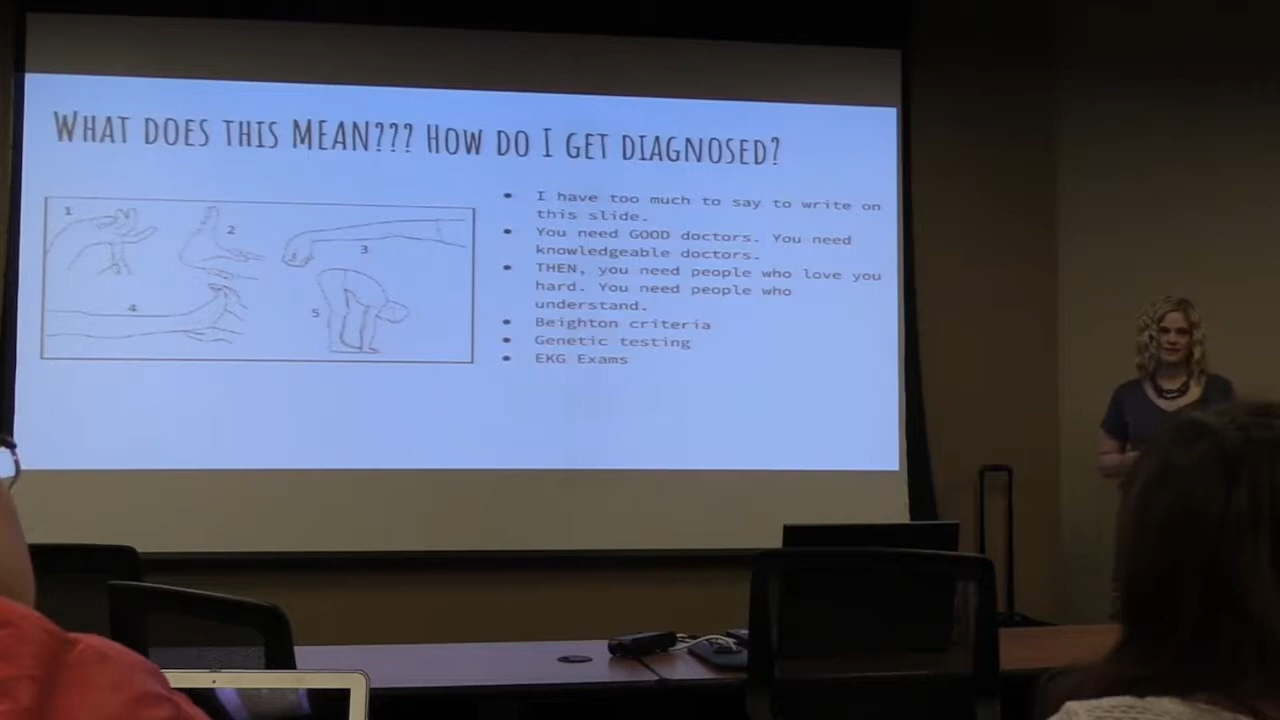 WHAT DOES THIS MEAN??? HOW DO I GET DIAGNOSED?
1
2
3
4
5
• I have too much to say to write on
this slide.
• You need GOOD doctors. You need
knowledgeable doctors.
• THEN, you need people who love you
hard. You need people who
understand.
• Beighton criteria
• Genetic testing
• EKG Exams